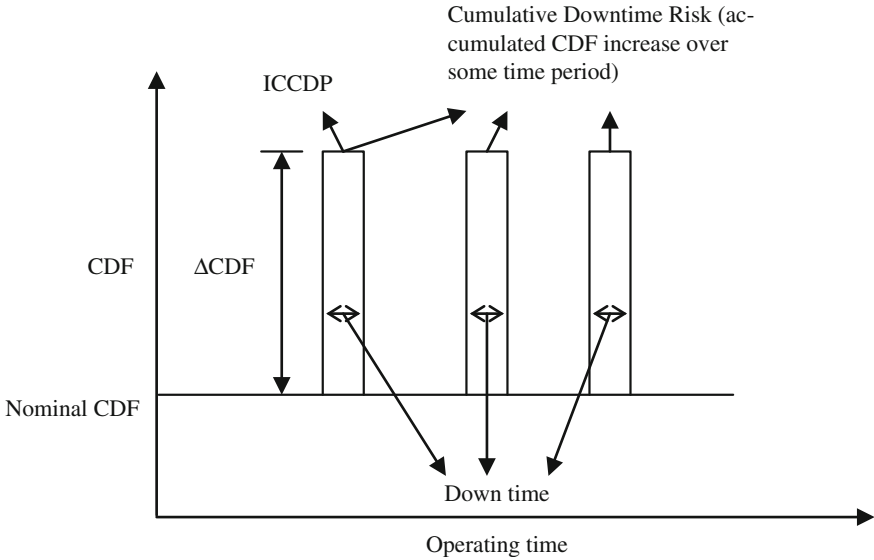 Cumulative Downtime Risk (ac-
cumulated CDF increase over
some time period)
ICCDP
CDF
ΔCDF
Nominal CDF
Down time
Operating time